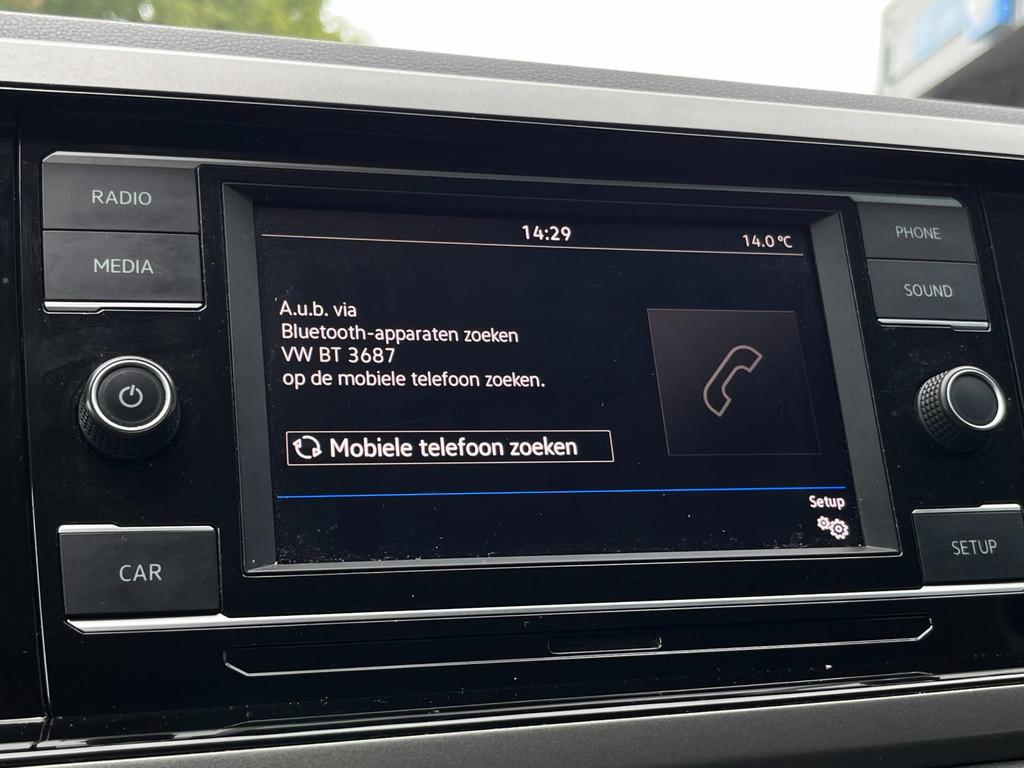 RADIO
MEDIA
14:29
14.0 °C
PHONE
SOUND
A.u.b. via
Bluetooth-apparaten zoeken
VW BT 3687
op de mobiele telefoon zoeken.
Mobiele telefoon zoeken
Setup
CAR
SETUP